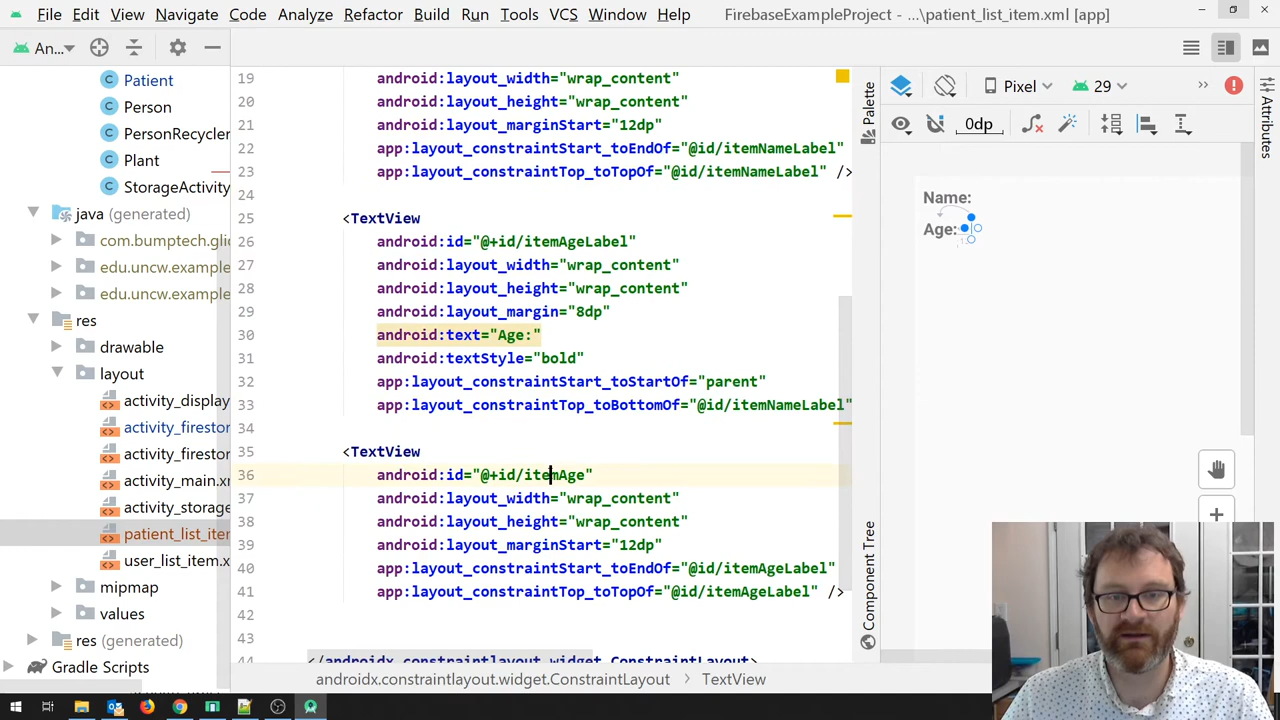 File Edit View Navigate Code Analyze Refactor Build Run Tools VCS Window Help FirebaseExampleProject - ...\patient_list_item.xml [app]
An...
Pixel 29
0dp
Patient
Person
PersonRecycler
Plant
StorageActivity
java (generated)
com.bumptech.gli
edu.uncw.example
edu.uncw.example
res
drawable
layout
activity_display
activity_firestor
activity_firestor
activity_main.xr
activity_storage
patient_list_iter
user_list_item.x
mipmap
values
res (generated)
Gradle Scripts
19 android:layout_width="wrap_content"
20 android:layout_height="wrap_content"
21 android:layout_marginStart="12dp"
22 app:layout_constraintStart_toEndOf="@id/itemNameLabel"
23 app:layout_constraintTop_toTopOf="@id/itemNameLabel" />
24
25 <TextView
26 android:id="@+id/itemAgeLabel"
27 android:layout_width="wrap_content"
28 android:layout_height="wrap_content"
29 android:layout_margin="8dp"
30 android:text="Age:"
31 android:textStyle="bold"
32 app:layout_constraintStart_toStartOf="parent"
33 app:layout_constraintTop_toBottomOf="@id/itemNameLabel"
34
35 <TextView
36 android:id="@+id/itemAge"
37 android:layout_width="wrap_content"
38 android:layout_height="wrap_content"
39 android:layout_marginStart="12dp"
40 app:layout_constraintStart_toEndOf="@id/itemAgeLabel"
41 app:layout_constraintTop_toTopOf="@id/itemAgeLabel" />
42
43
44 </androidx.constraintlayout.widget.ConstraintLayout>
androidx.constraintlayout.widget.ConstraintLayout > TextView
Palette
Component Tree
Name:
Age:
Attributes